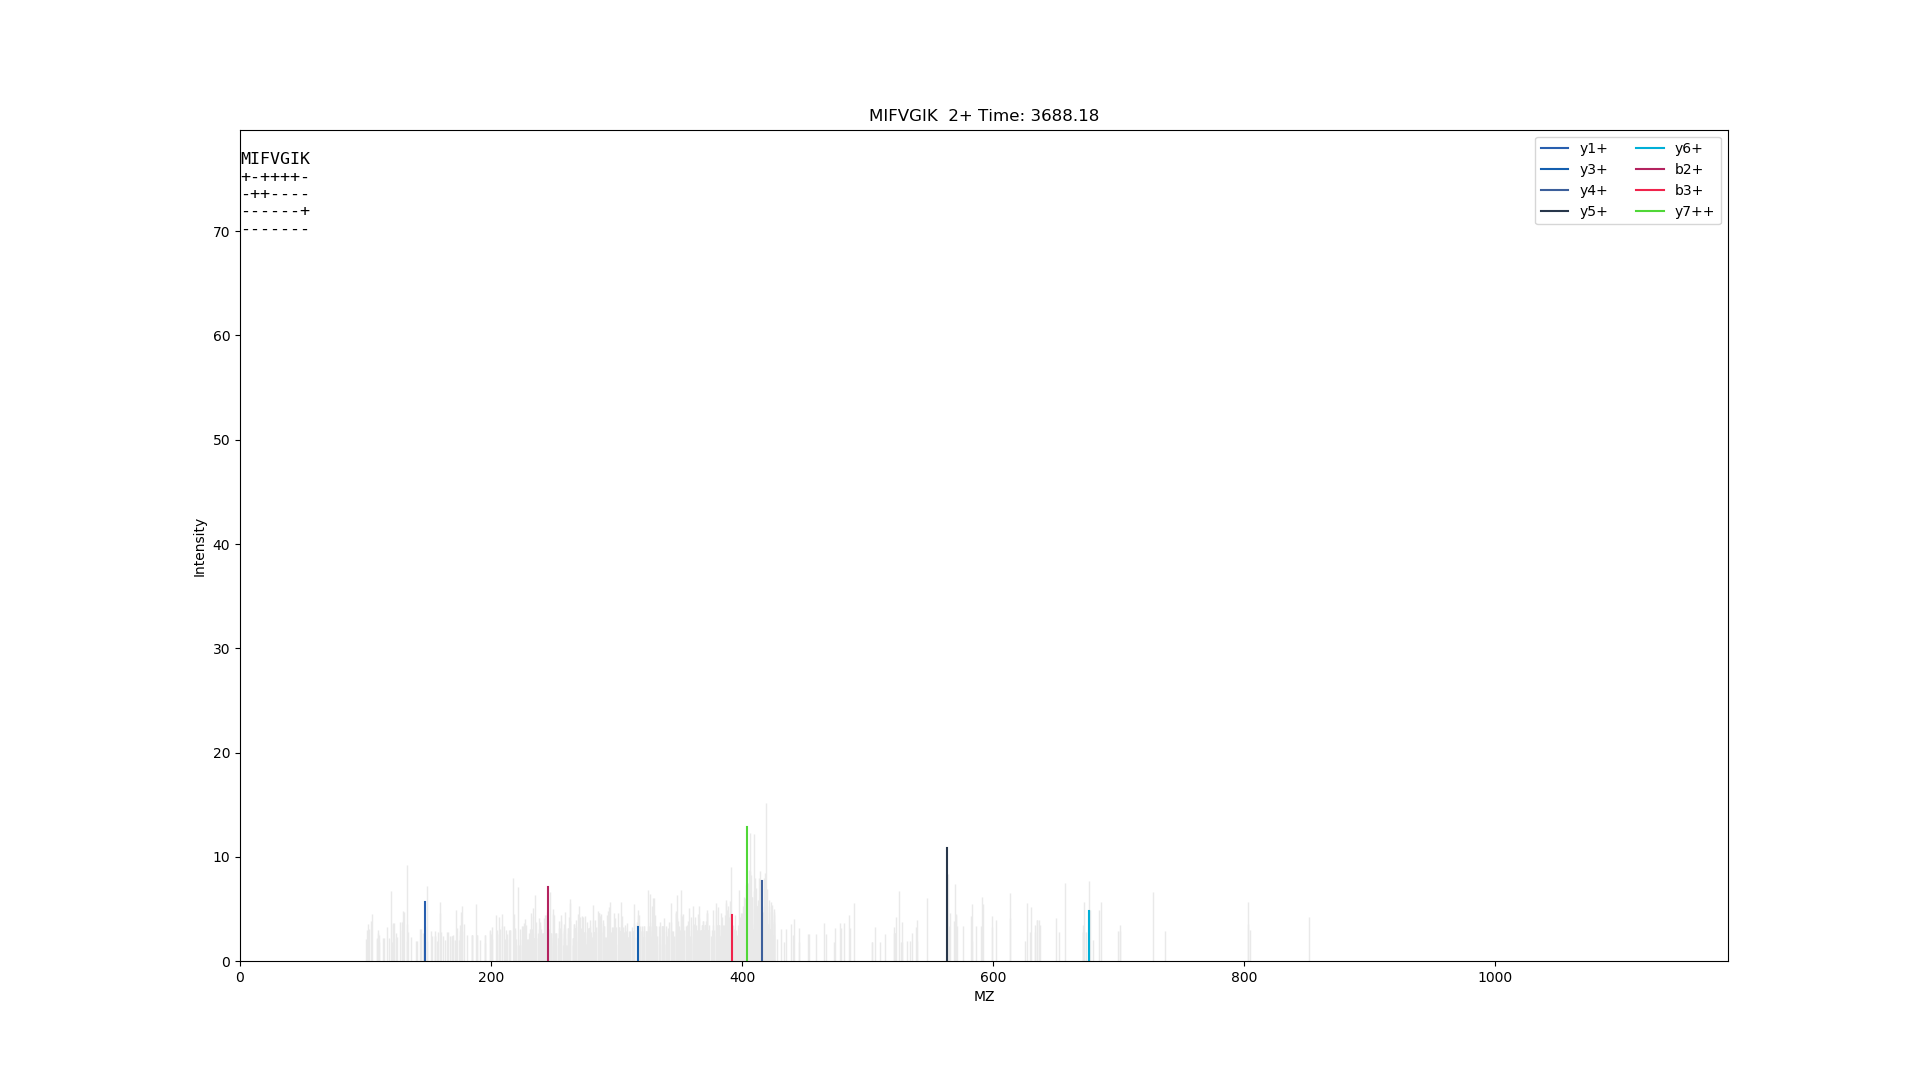 MIFVGIK  2+ Time: 3688.18
MIFVGIK
+-++++-
-++----
------+
-------
y1+
y3+
y4+
y5+
y6+
b2+
b3+
y7++
70
60
50
40
30
20
10
0
Intensity
0 200 400 600 800 1000
MZ